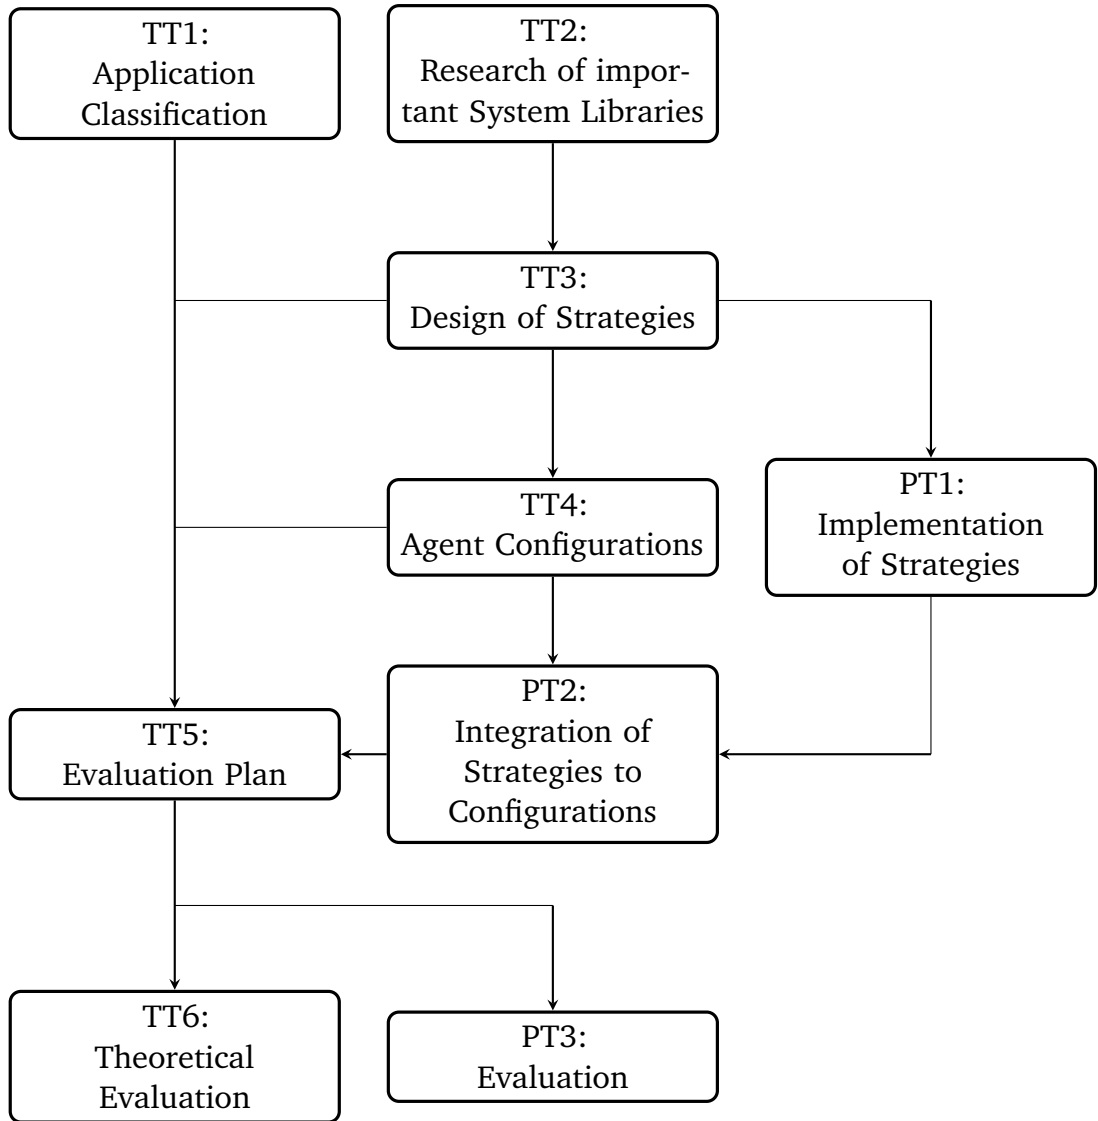 TT1:
Application
Classification
TT2:
Research of impor-
tant System Libraries
TT3:
Design of Strategies
TT4:
Agent Configurations
PT1:
Implementation
of Strategies
PT2:
Integration of
Strategies to
Configurations
TT5:
Evaluation Plan
TT6:
Theoretical
Evaluation
PT3:
Evaluation